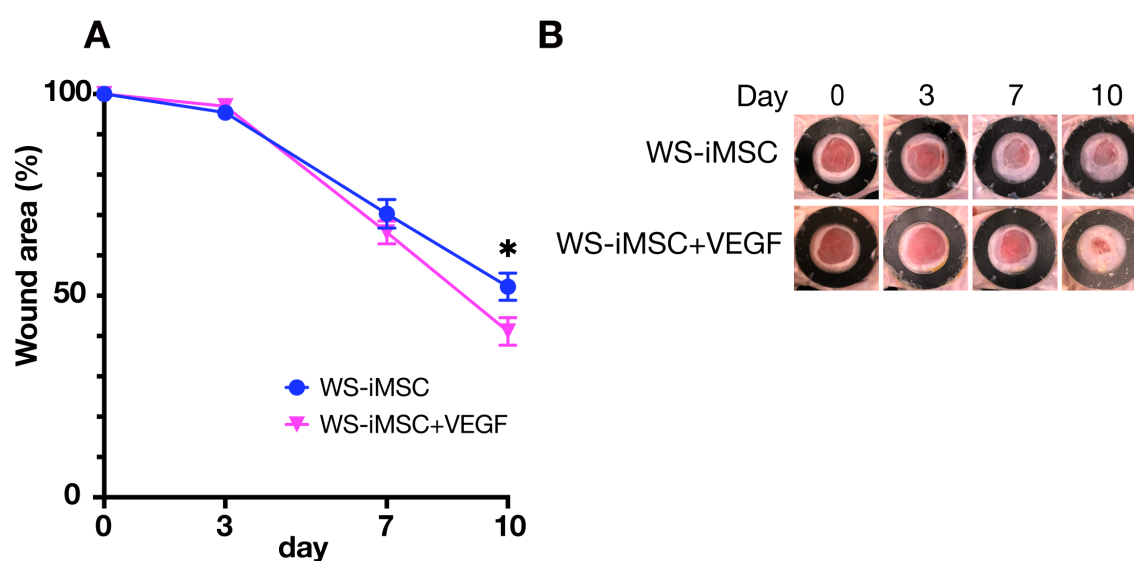 A
B
100
50
0
Wound area (%)
*
WS-iMSC
WS-iMSC+VEGF
0 3 7 10
day
Day 0 3 7 10
WS-iMSC
WS-iMSC+VEGF